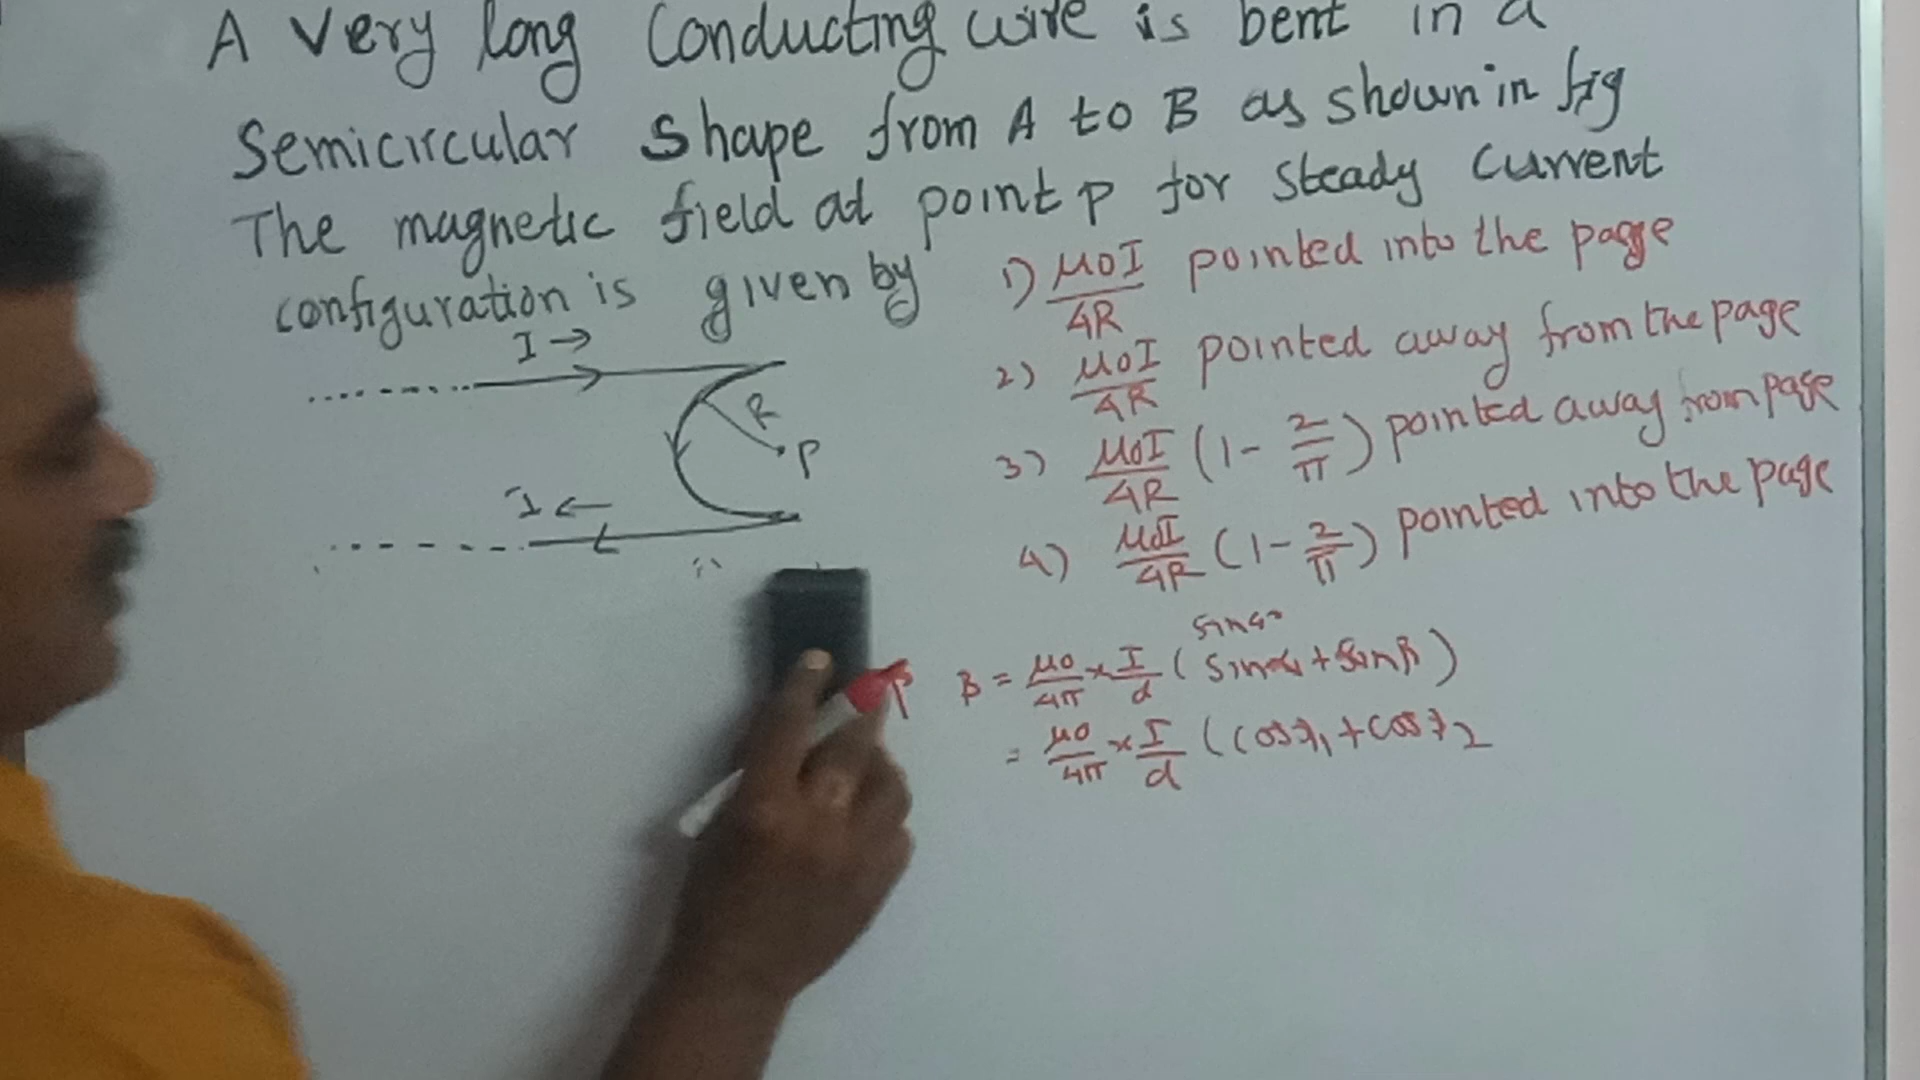 A very long Conducting wire is bent in a
Semicircular shape from A to B as shown in fig
The magnetic field at point p for steady current
configuration is given by
1) μ0I/4R pointed into the page
2) μ0I/4R pointed away from the page
3) μ0I/4R (1-2/π) pointed away from page
4) μ0I/4R (1-2/π) pointed into the page
I →
R
P
I ←
B = μ0/4π × I/d (sinα + sinβ)
= μ0/4π × I/d (